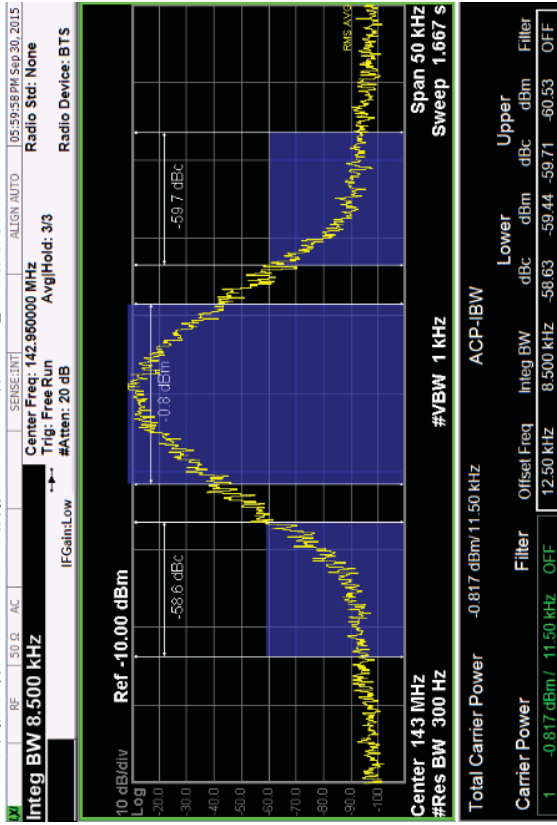 LXI RF 50 Ω AC SENSE:INT ALIGN AUTO 05:59:58 PM Sep 30, 2015
Integ BW 8.500 kHz Center Freq: 142.950000 MHz Radio Std: None
Trig: Free Run Avg|Hold: 3/3
IFGain:Low #Atten: 20 dB Radio Device: BTS
10 dB/div Ref -10.00 dBm
Log
-20.0
-30.0
-40.0
-50.0
-60.0
-70.0
-80.0
-90.0
-100
-58.6 dBc -0.8 dBm -59.7 dBc
RMS AVG
Center 143 MHz Span 50 kHz
#Res BW 300 Hz #VBW 1 kHz Sweep 1.667 s
Total Carrier Power -0.817 dBm/ 11.50 kHz ACP-IBW
Lower Upper
Carrier Power Filter Offset Freq Integ BW dBc dBm dBc dBm Filter
1 -0.817 dBm / 11.50 kHz OFF 12.50 kHz 8.500 kHz -58.63 -59.44 -59.71 -60.53 OFF